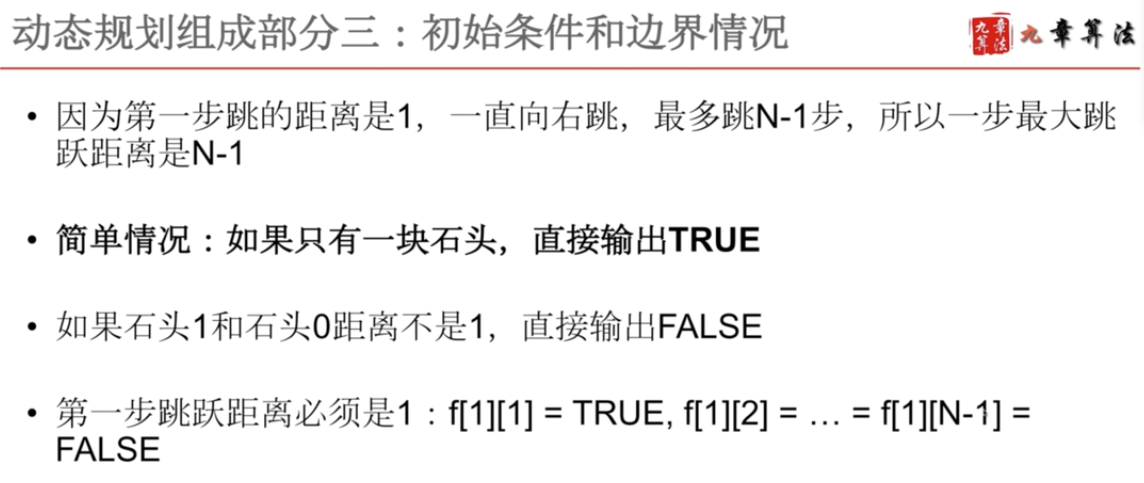 动态规划组成部分三：初始条件和边界情况
九章算法
九章算法
• 因为第一步跳的距离是1，一直向右跳，最多跳N-1步，所以一步最大跳
跃距离是N-1
• 简单情况：如果只有一块石头，直接输出TRUE
• 如果石头1和石头0距离不是1，直接输出FALSE
• 第一步跳跃距离必须是1：f[1][1] = TRUE, f[1][2] = … = f[1][N-1] =
FALSE